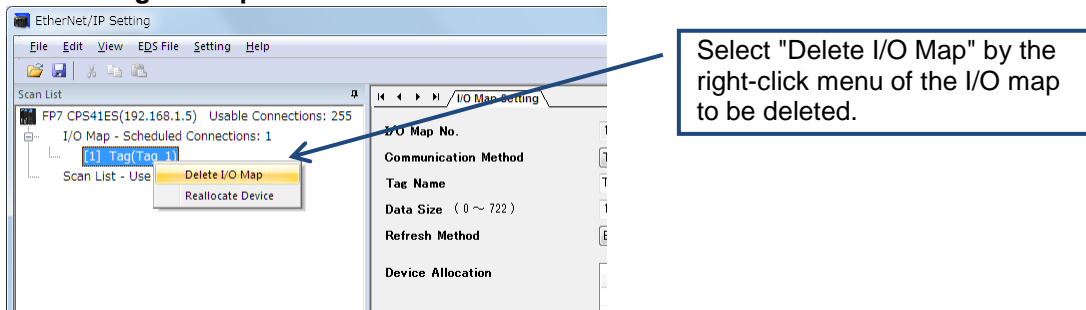 EtherNet/IP Setting
File Edit View EDS File Setting Help
Scan List
FP7 CPS41ES(192.168.1.5) Usable Connections: 255
I/O Map - Scheduled Connections: 1
[1] Tag(Tag_1)
Scan List - Use
Delete I/O Map
Reallocate Device
I/O Map Setting
I/O Map No.
Communication Method
Tag Name
Data Size ( 0 ~ 722 )
Refresh Method
Device Allocation
Select "Delete I/O Map" by the
right-click menu of the I/O map
to be deleted.